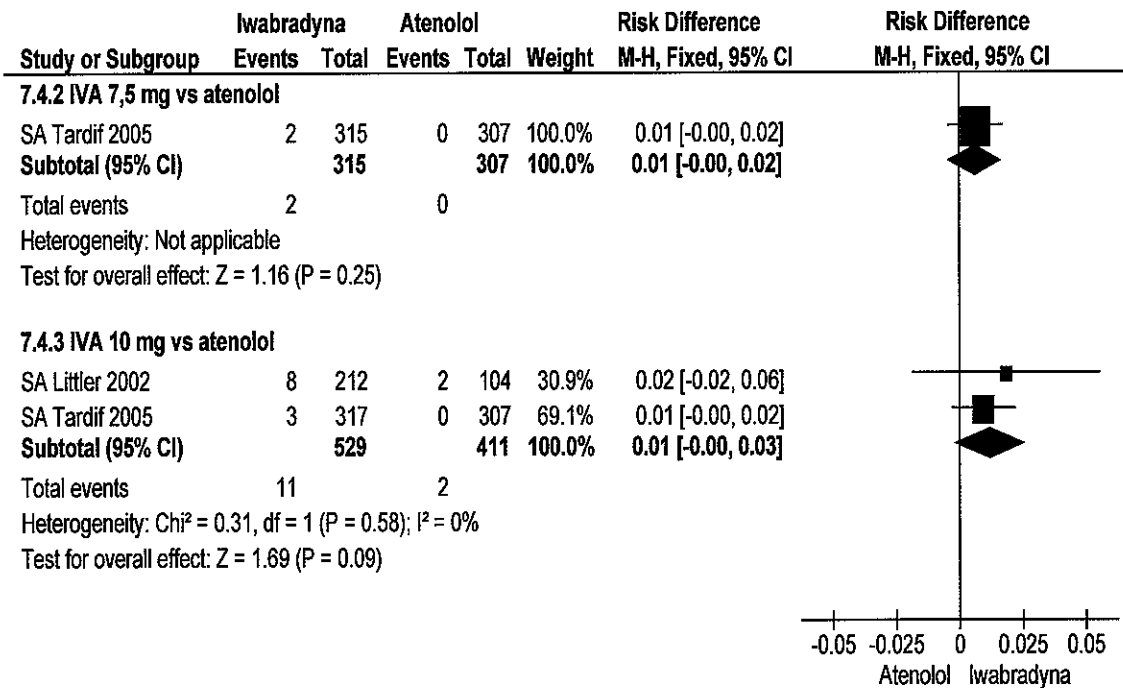 Iwabradyna Atenolol Risk Difference Risk Difference
Study or Subgroup Events Total Events Total Weight M-H, Fixed, 95% CI M-H, Fixed, 95% CI
7.4.2 IVA 7,5 mg vs atenolol
SA Tardif 2005 2 315 0 307 100.0% 0.01 [-0.00, 0.02]
Subtotal (95% CI) 315 307 100.0% 0.01 [-0.00, 0.02]
Total events 2 0
Heterogeneity: Not applicable
Test for overall effect: Z = 1.16 (P = 0.25)
7.4.3 IVA 10 mg vs atenolol
SA Littler 2002 8 212 2 104 30.9% 0.02 [-0.02, 0.06]
SA Tardif 2005 3 317 0 307 69.1% 0.01 [-0.00, 0.02]
Subtotal (95% CI) 529 411 100.0% 0.01 [-0.00, 0.03]
Total events 11 2
Heterogeneity: Chi² = 0.31, df = 1 (P = 0.58); I² = 0%
Test for overall effect: Z = 1.69 (P = 0.09)
-0.05 -0.025 0 0.025 0.05
Atenolol Iwabradyna